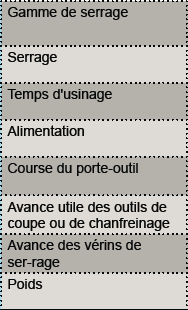 Gamme de serrage
Serrage
Temps d'usinage
Alimentation
Course du porte-outil
Avance utile des outils de
coupe ou de chanfreinage
Avance des vérins de
ser-rage
Poids